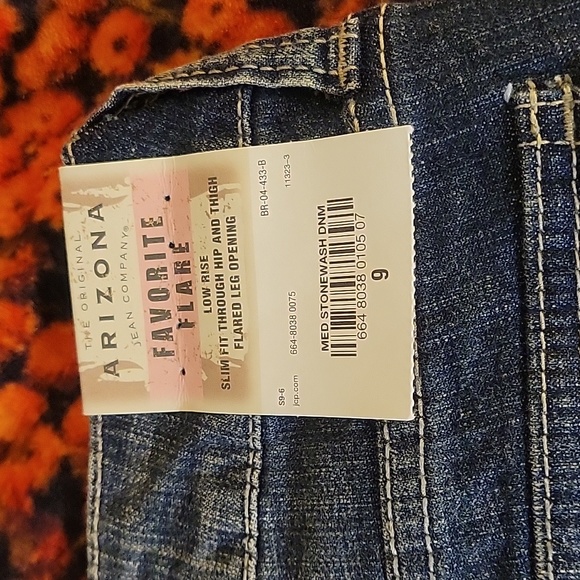 THE ORIGINAL
ARIZONA
JEAN COMPANY
FAVORITE
FLARE
LOW RISE
SLIM FIT THROUGH HIP AND THIGH
FLARED LEG OPENING
BR-04-433-B
S9-6
jcp.com
664-8038 0075
11323-3
MED STONEWASH DNM
664 8038 0105 07
9